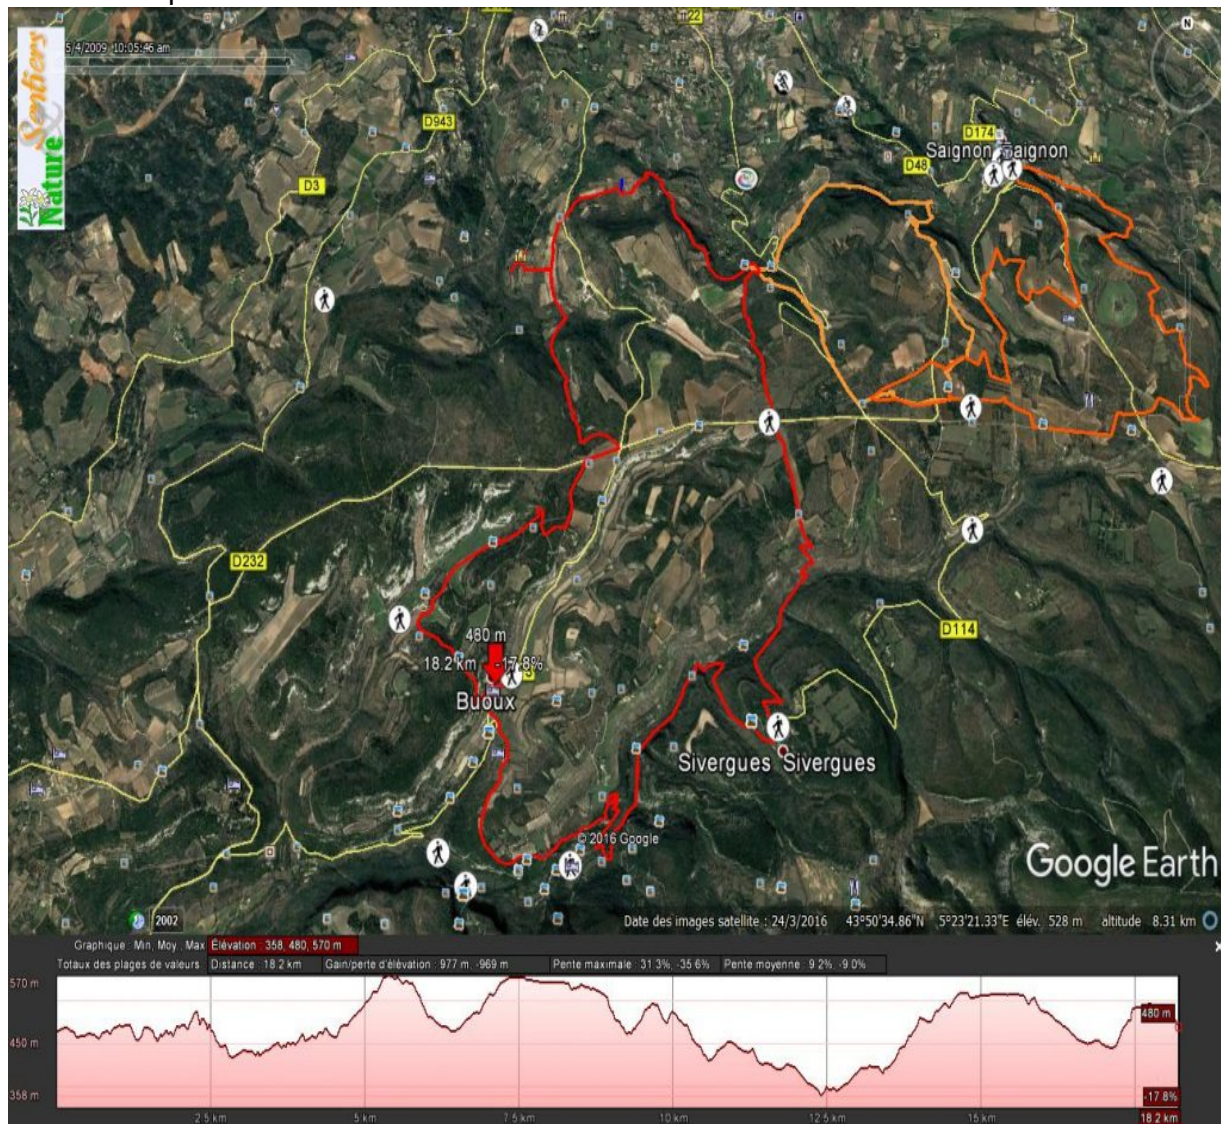 Sentiers
Nature
5/4/2009 10:05:46 am
N
D943
D174
D3
D48
Saignon Saignon
D232
D114
480 m
18.2 km -17.8%
Buoux
Sivergues Sivergues
© 2016 Google
Google Earth
2002
Date des images satellite : 24/3/2016 43°50'34.86"N 5°23'21.33"E élév. 528 m altitude 8.31 km
Graphique : Min, Moy., Max Élévation : 358, 480, 570 m
Totaux des plages de valeurs Distance : 18.2 km Gain/perte d'élévation : 977 m, -969 m Pente maximale : 31.3%, -35.6% Pente moyenne : 9.2%, -9.0%
570 m
480 m
450 m
358 m
-17.8%
2.5 km 5 km 7.5 km 10 km 12.5 km 15 km 18.2 km